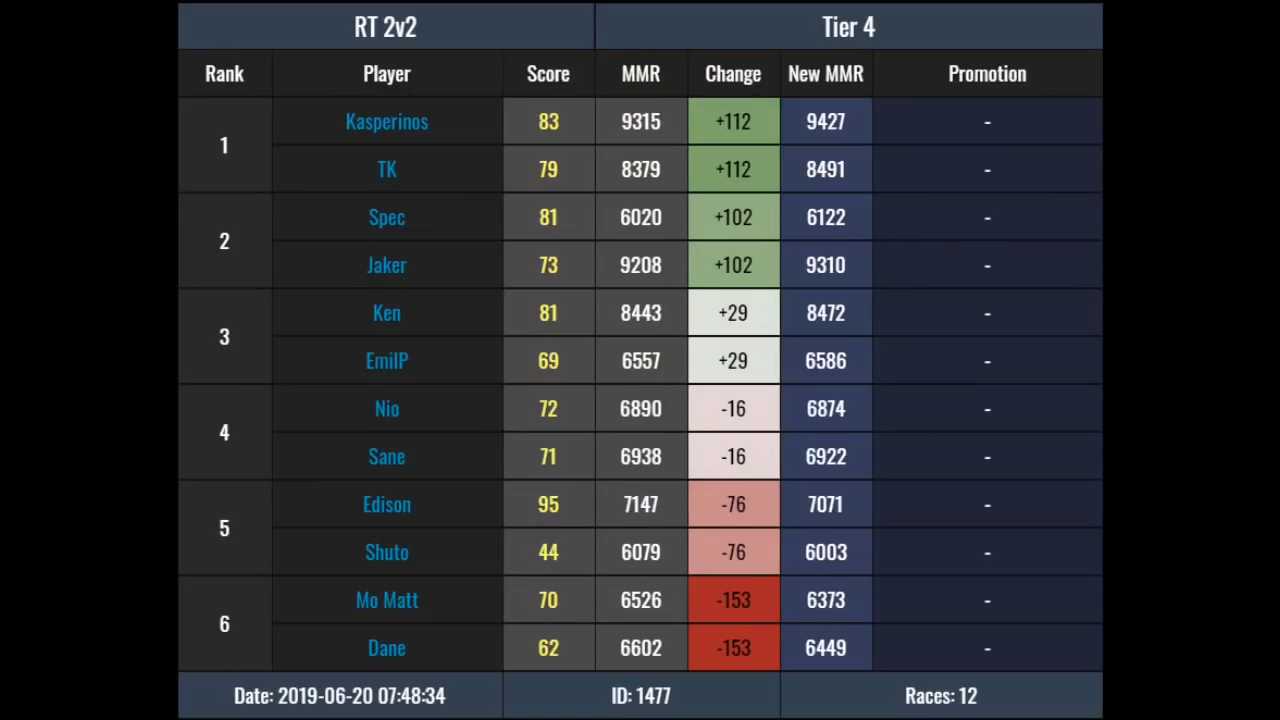 RT 2v2 Tier 4
Rank Player Score MMR Change New MMR Promotion
1
Kasperinos 83 9315 +112 9427 -
TK 79 8379 +112 8491 -
2
Spec 81 6020 +102 6122 -
Jaker 73 9208 +102 9310 -
3
Ken 81 8443 +29 8472 -
EmilP 69 6557 +29 6586 -
4
Nio 72 6890 -16 6874 -
Sane 71 6938 -16 6922 -
5
Edison 95 7147 -76 7071 -
Shuto 44 6079 -76 6003 -
6
Mo Matt 70 6526 -153 6373 -
Dane 62 6602 -153 6449 -
Date: 2019-06-20 07:48:34 ID: 1477 Races: 12